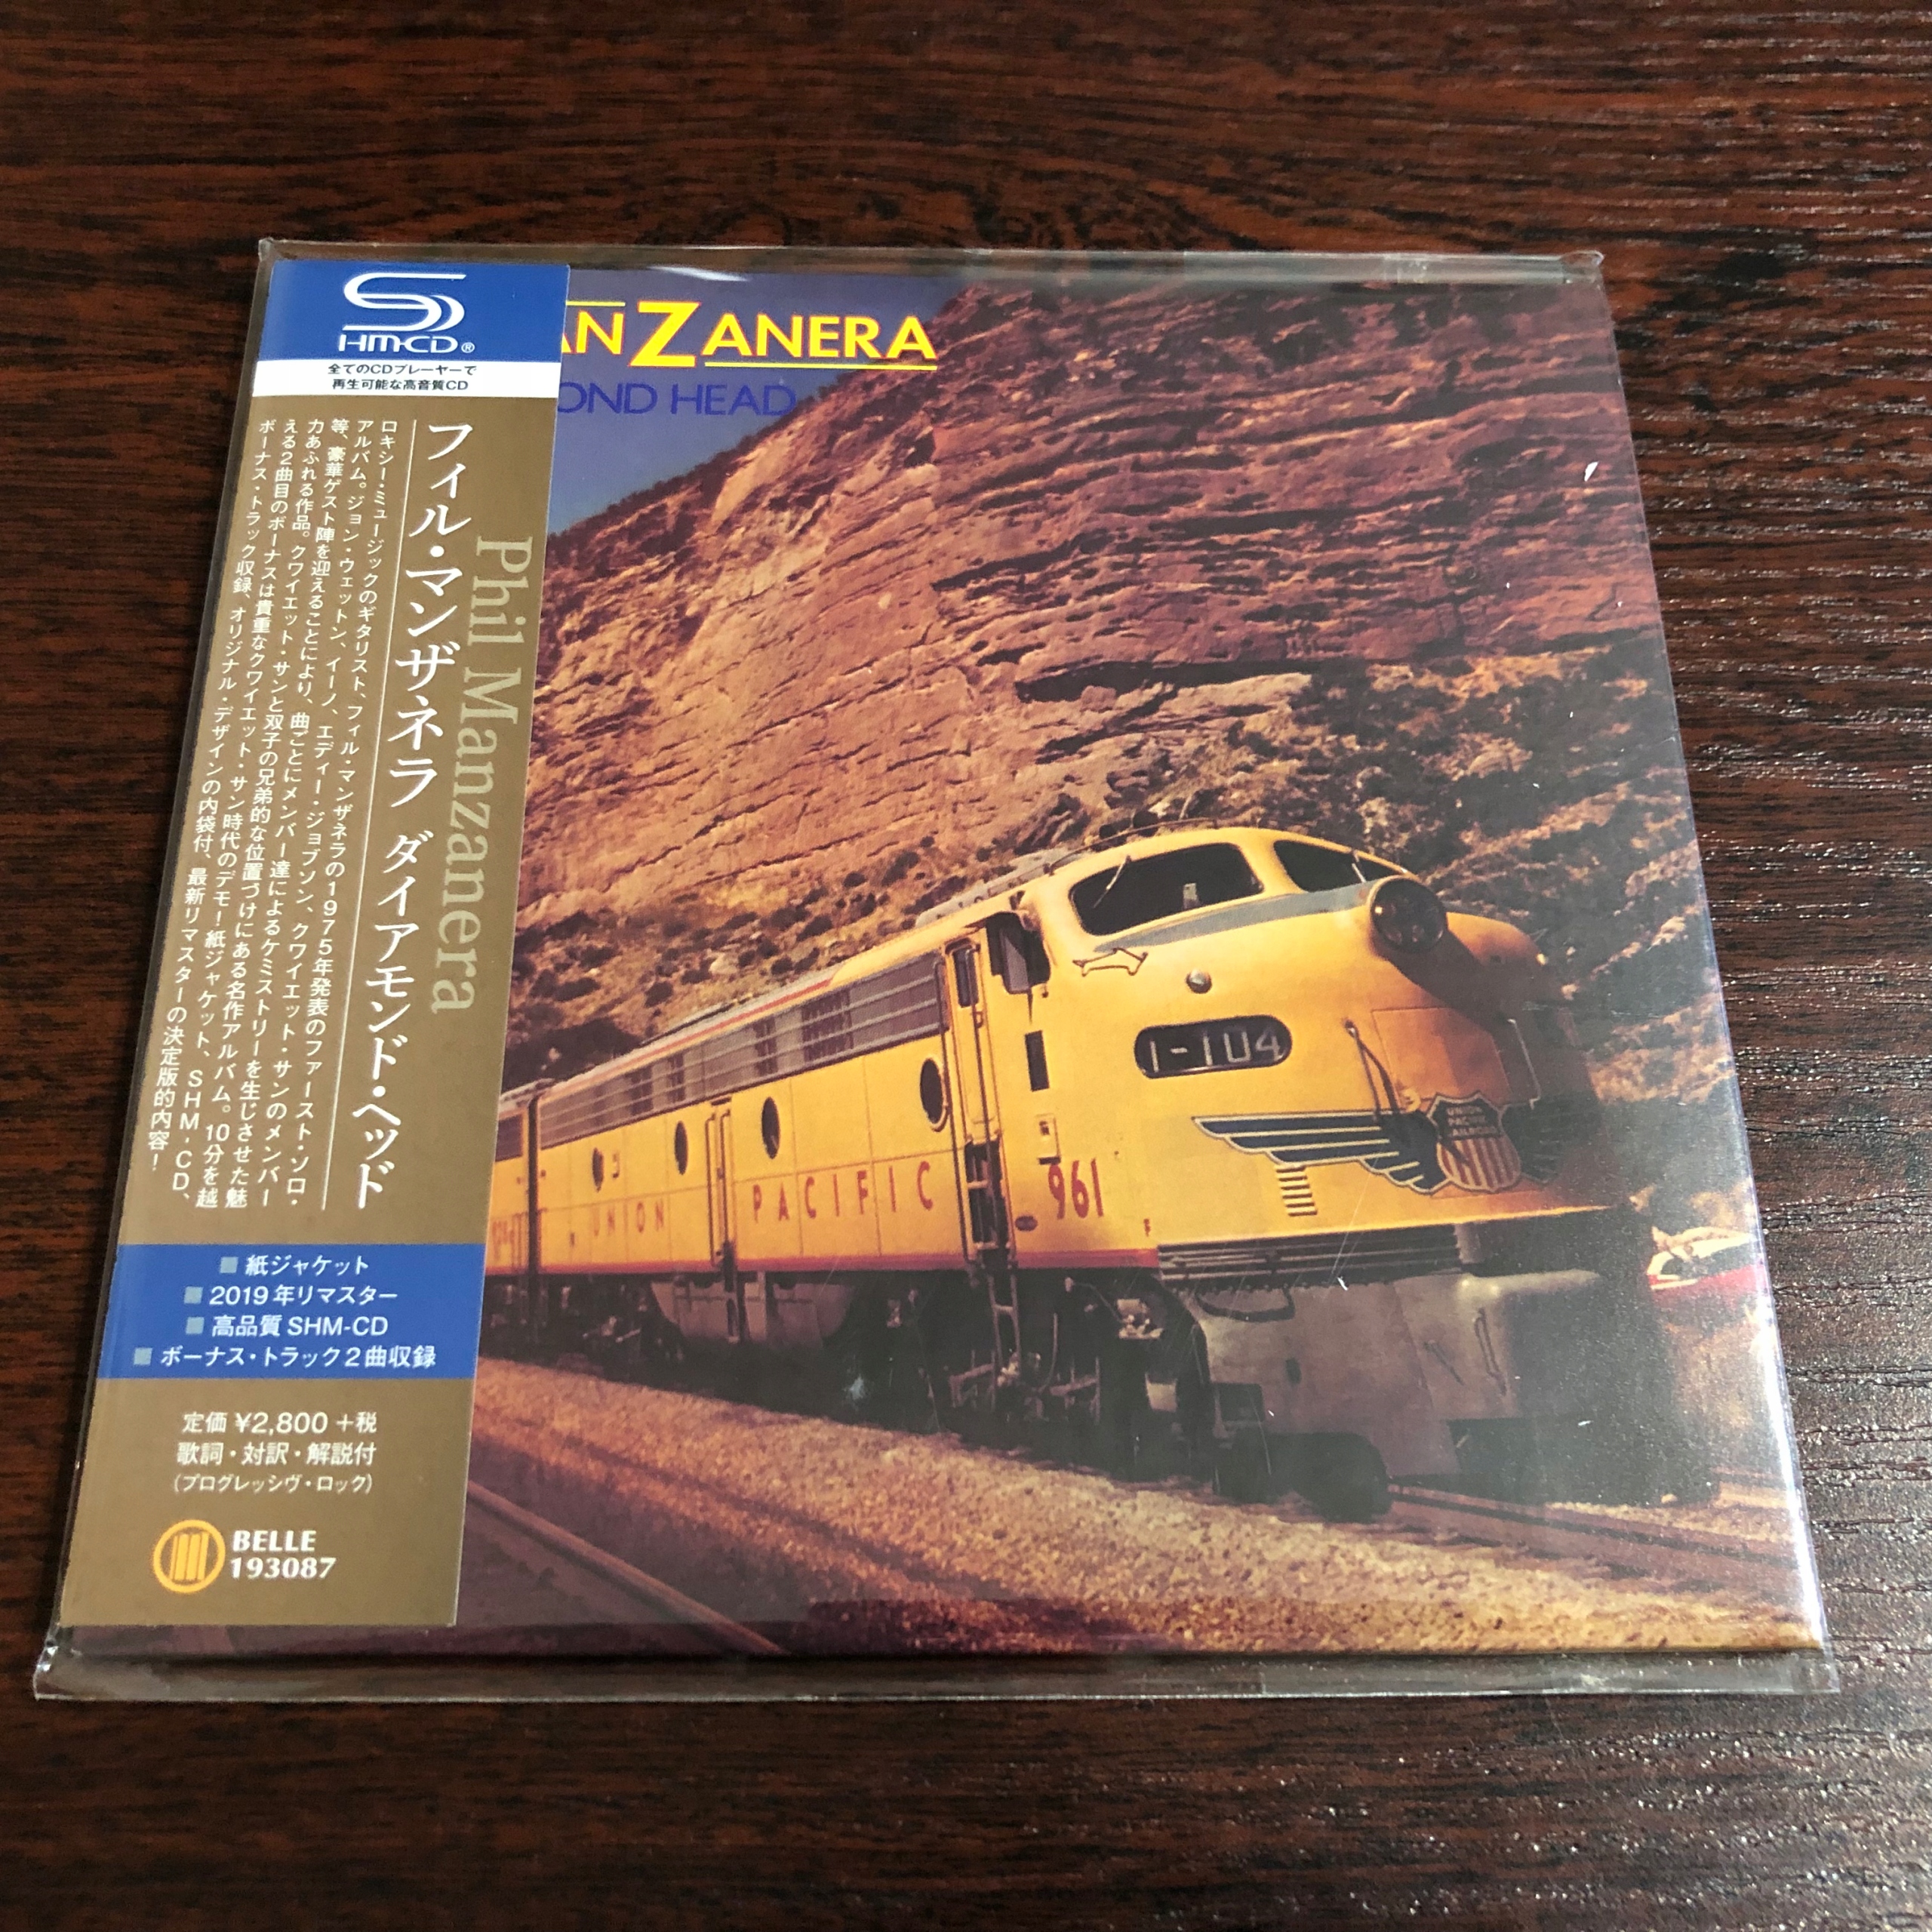 HM-CD®
全てのCDプレーヤーで
再生可能な高音質CD
ANZANERA
OND HEAD
Phil Manzanera
フィル・マンザネラ ダイアモンド・ヘッド
ロキシー・ミュージックのギタリスト、フィル・マンザネラの1975年発表のファースト・ソロ・
アルバム。ジョン・ウェットン、イーノ、エディー・ジョブソン、クワイエット・サンのメンバー
等、豪華ゲスト陣を迎えることにより、曲ごとにメンバー達によるケミストリーを生じさせた魅
力あふれる作品。クワイエット・サンと双子の兄弟的な位置づけにある名作アルバム。10分を越
える2曲目のボーナスは貴重なクワイエット・サン時代のデモ！紙ジャケット、SHM-CD、
ボーナス・トラック収録、オリジナル・デザインの内袋付、最新リマスターの決定版的内容！
■ 紙ジャケット
■ 2019年リマスター
■ 高品質SHM-CD
■ ボーナス・トラック2曲収録
定価 ¥2,800 +税
歌詞・対訳・解説付
(プログレッシヴ・ロック)
BELLE
193087
1-104
UNION
PACIFIC
RAILROAD
961
UNION PACIFIC